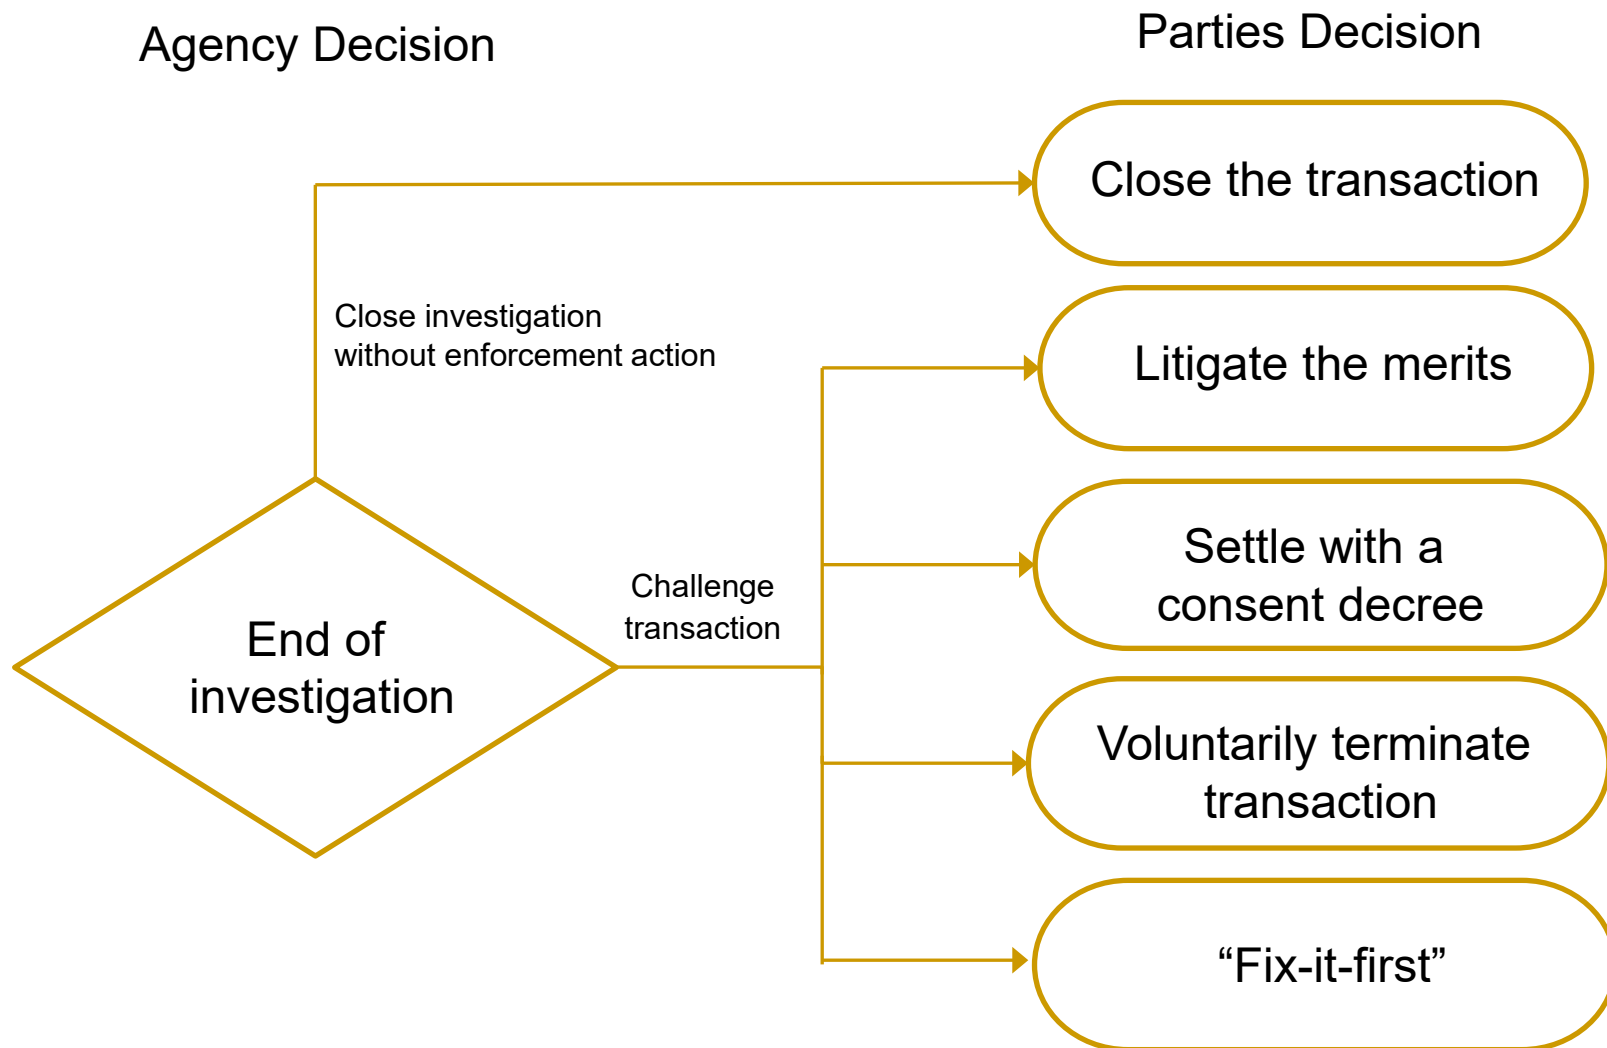 Agency Decision
Parties Decision
Close the transaction
Close investigation
without enforcement action
Litigate the merits
Challenge
transaction
Settle with a
consent decree
End of
investigation
Voluntarily terminate
transaction
“Fix-it-first”